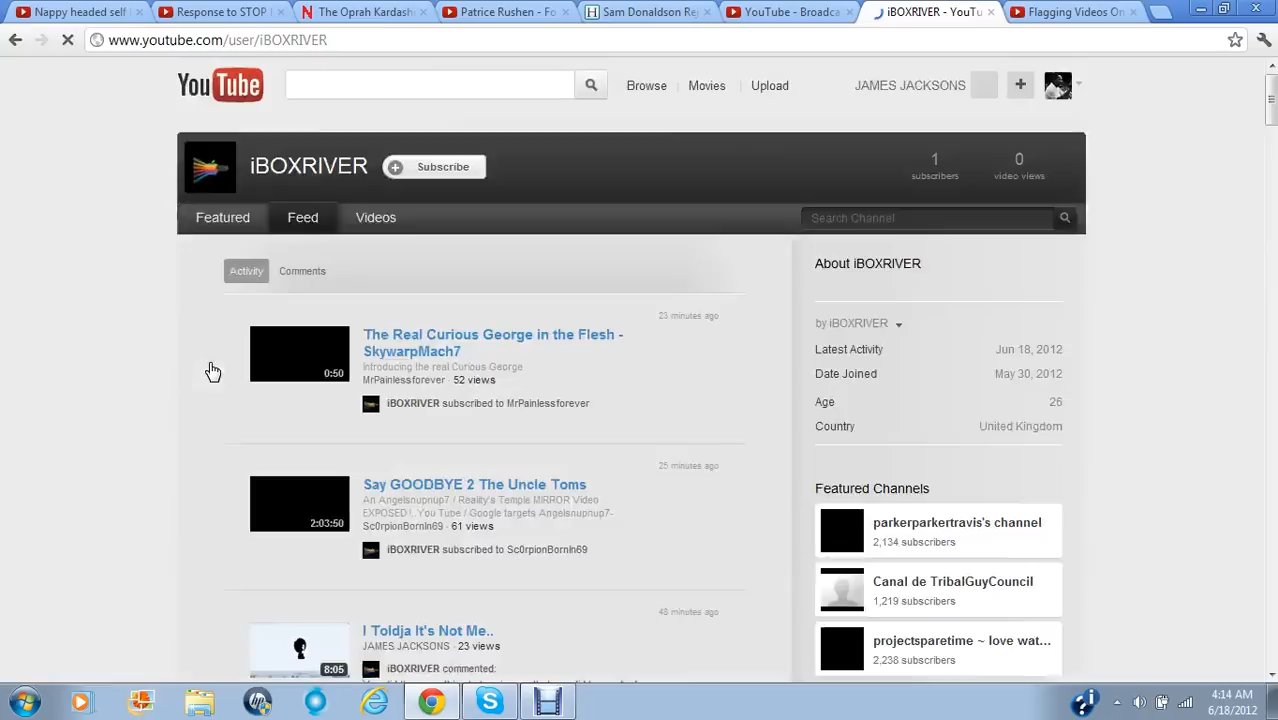 Nappy headed self
Response to STOP
The Oprah Kardash
Patrice Rushen - Fo
Sam Donaldson Re
YouTube - Broadca
iBOXRIVER - YouTu
Flagging Videos On
www.youtube.com/user/iBOXRIVER
YouTube
Browse
Movies
Upload
JAMES JACKSONS
iBOXRIVER
Subscribe
1
subscribers
0
video views
Featured
Feed
Videos
Search Channel
Activity
Comments
About iBOXRIVER
23 minutes ago
The Real Curious George in the Flesh -
SkywarpMach7
Introducing the real Curious George
MrPainlessforever · 52 views
iBOXRIVER subscribed to MrPainlessforever
0:50
by iBOXRIVER
Latest Activity Jun 18, 2012
Date Joined May 30, 2012
Age 26
Country United Kingdom
25 minutes ago
Say GOODBYE 2 The Uncle Toms
An Angelsnupnup7 / Reality's Temple MIRROR Video
EXPOSED!.. You Tube / Google targets Angelsnupnup7-
Sc0rpionBornIn69 · 61 views
iBOXRIVER subscribed to Sc0rpionBornIn69
2:03:50
Featured Channels
parkerparkertravis's channel
2,134 subscribers
Canal de TribalGuyCouncil
1,219 subscribers
projectsparetime ~ love wat...
2,238 subscribers
48 minutes ago
I Toldja It's Not Me..
JAMES JACKSONS · 23 views
iBOXRIVER commented:
8:05
4:14 AM
6/18/2012